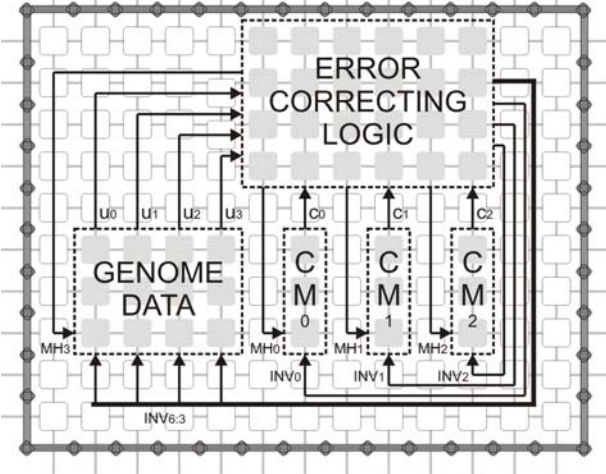 ERROR
CORRECTING
LOGIC
u0 u1 u2 u3 c0 c1 c2
GENOME
DATA
C
M
0
C
M
1
C
M
2
MH3 MH0 MH1 MH2
INV0 INV1 INV2
INV6:3